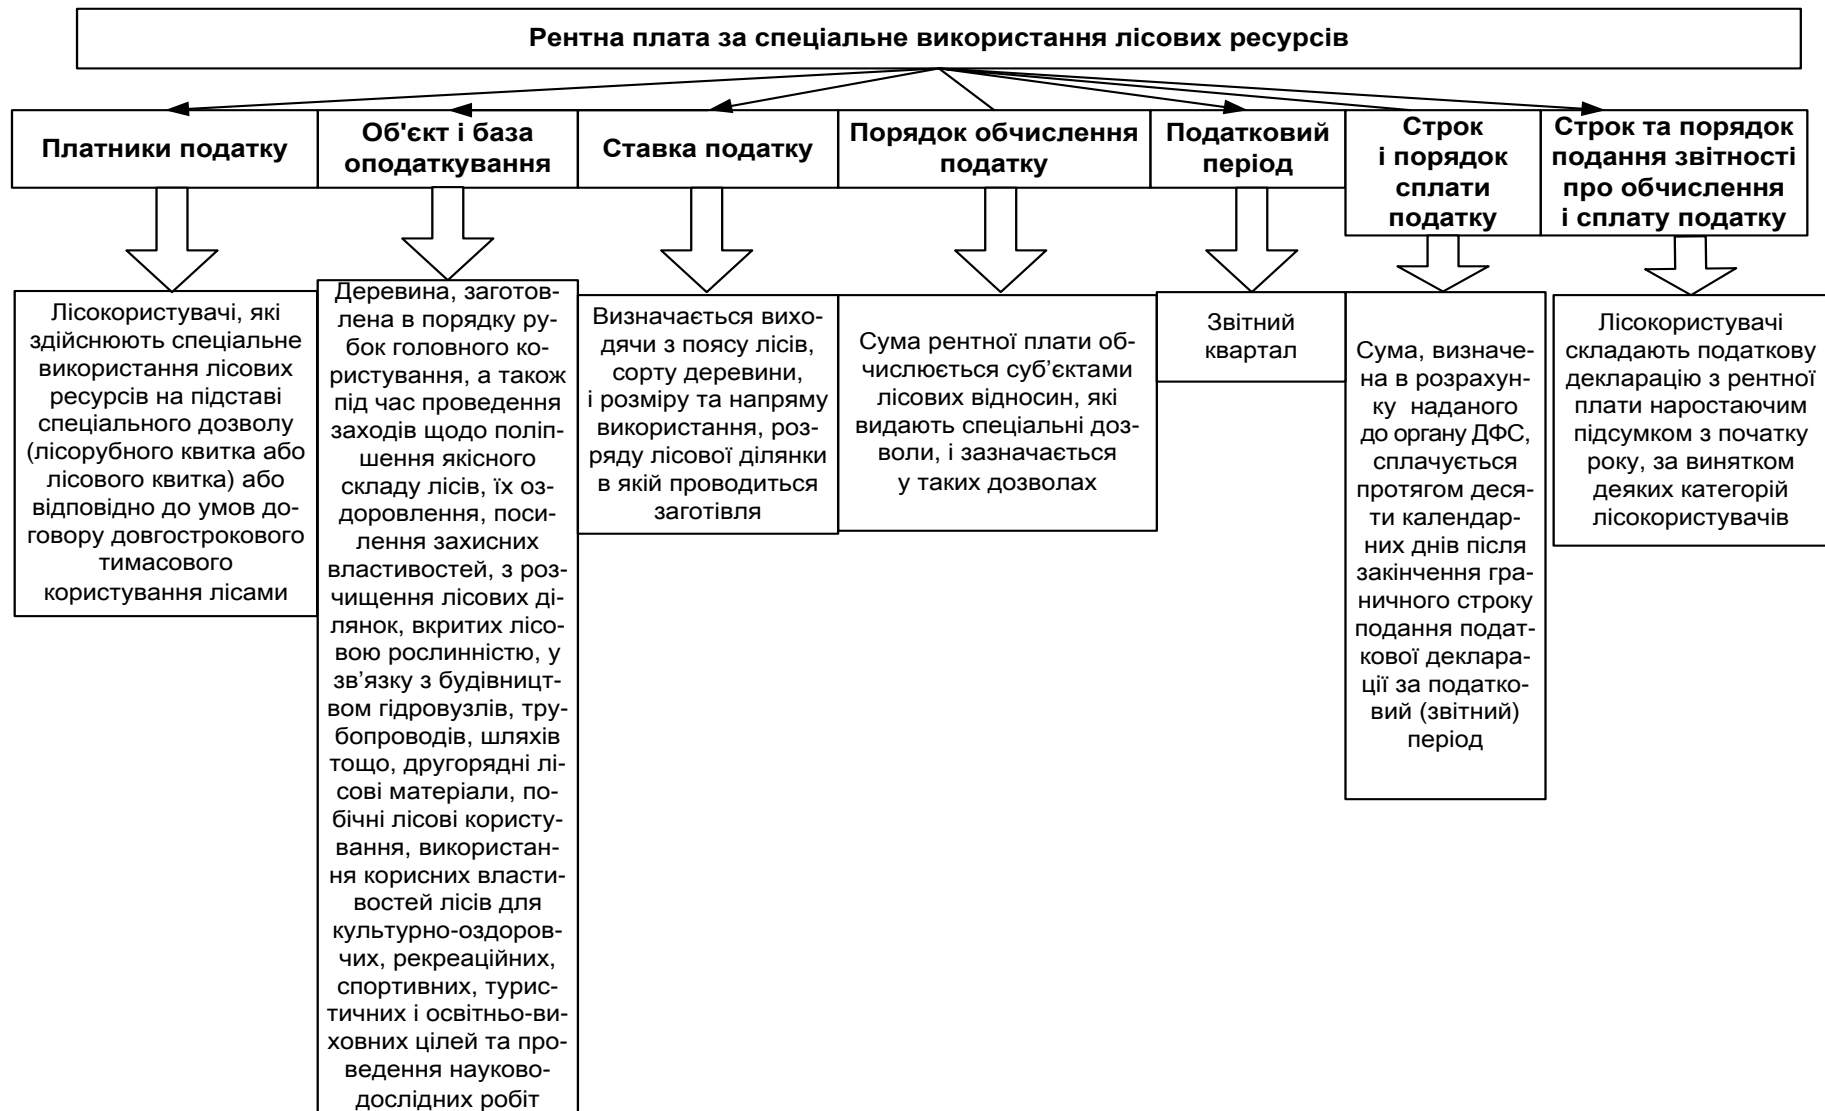 Рентна плата за спеціальне використання лісових ресурсів
Платники податку
Об'єкт і база
оподаткування
Ставка податку
Порядок обчислення
податку
Податковий
період
Строк
і порядок
сплати
податку
Строк та порядок
подання звітності
про обчислення
і сплату податку
Лісокористувачі, які
здійснюють спеціальне
використання лісових
ресурсів на підставі
спеціального дозволу
(лісорубного квитка або
лісового квитка) або
відповідно до умов до-
говору довгострокового
тимасового
користування лісами
Деревина, заготов-
лена в порядку ру-
бок головного ко-
ристування, а також
під час проведення
заходів щодо поліп-
шення якісного
складу лісів, їх оз-
доровлення, поси-
лення захисних
властивостей, з роз-
чищення лісових ді-
лянок, вкритих лісо-
вою рослинністю, у
зв’язку з будівницт-
вом гідровузлів, тру-
бопроводів, шляхів
тощо, другорядні лі-
сові матеріали, по-
бічні лісові користу-
вання, використан-
ня корисних власти-
востей лісів для
культурно-оздоров-
чих, рекреаційних,
спортивних, турис-
тичних і освітньо-ви-
ховних цілей та про-
ведення науково-
дослідних робіт
Визначається вихо-
дячи з поясу лісів,
сорту деревини,
і розміру та напряму
використання, роз-
ряду лісової ділянки
в якій проводиться
заготівля
Сума рентної плати об-
числюється суб’єктами
лісових відносин, які
видають спеціальні доз-
воли, і зазначається
у таких дозволах
Звітний
квартал
Сума, визначе-
на в розрахун-
ку наданого
до органу ДФС,
сплачується
протягом деся-
ти календар-
них днів після
закінчення гра-
ничного строку
подання подат-
кової деклара-
ції за податко-
вий (звітний)
період
Лісокористувачі
складають податкову
декларацію з рентної
плати наростаючим
підсумком з початку
року, за винятком
деяких категорій
лісокористувачів